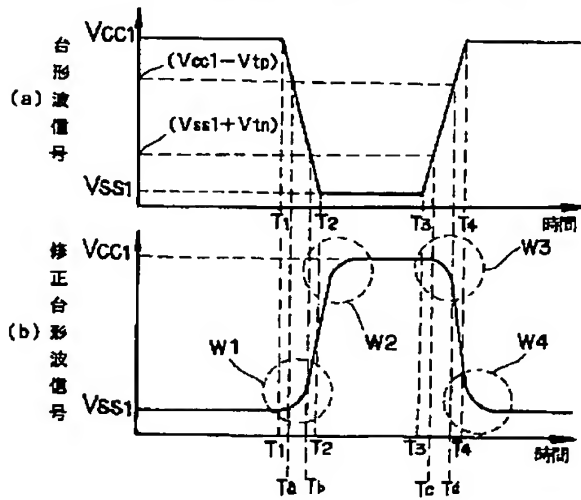 (a)
台形波信号
VCC1
(Vcc1−Vtp)
(Vss1+Vtn)
VSS1
T1 T2 T3 T4 時間
(b)
修正台形波信号
VCC1
W3
W2
W1
W4
VSS1
T1 T2 T3 T4 時間
Ta Tb Tc Td